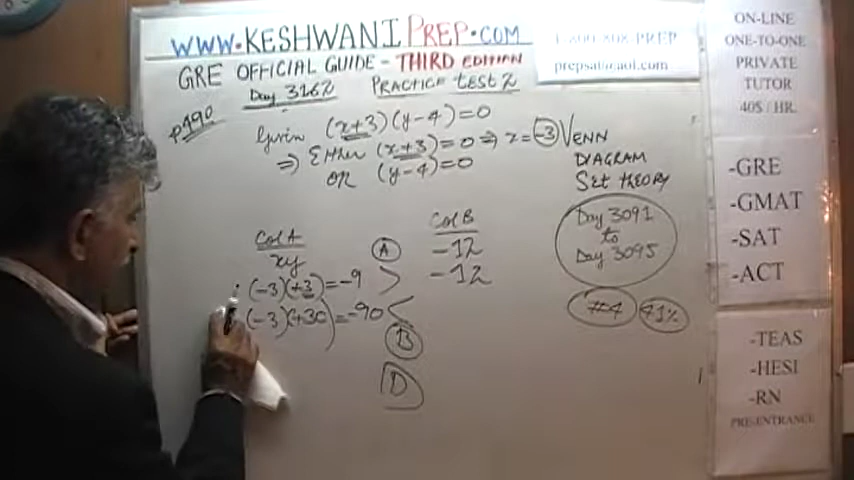 WWW.KESHWANIPREP.COM
GRE OFFICIAL GUIDE - THIRD EDITION
Day 3162 PRACTICE test 2
prepsat@aol.com
p490
Given (x+3)(y-4)=0
⇒ Either (x+3)=0 ⇒ x=-3
OR (y-4)=0
VENN
DIAGRAM
Set theory
Day 3091
to
Day 3095
#4 41%
Col A Col B
xy A -12
(-3)(+3)=-9 > -12
(-3)(+30)=-90 <
B
D
ON-LINE
ONE-TO-ONE
PRIVATE
TUTOR
40$ / HR.
-GRE
-GMAT
-SAT
-ACT
-TEAS
-HESI
-RN
PRE-ENTRANCE